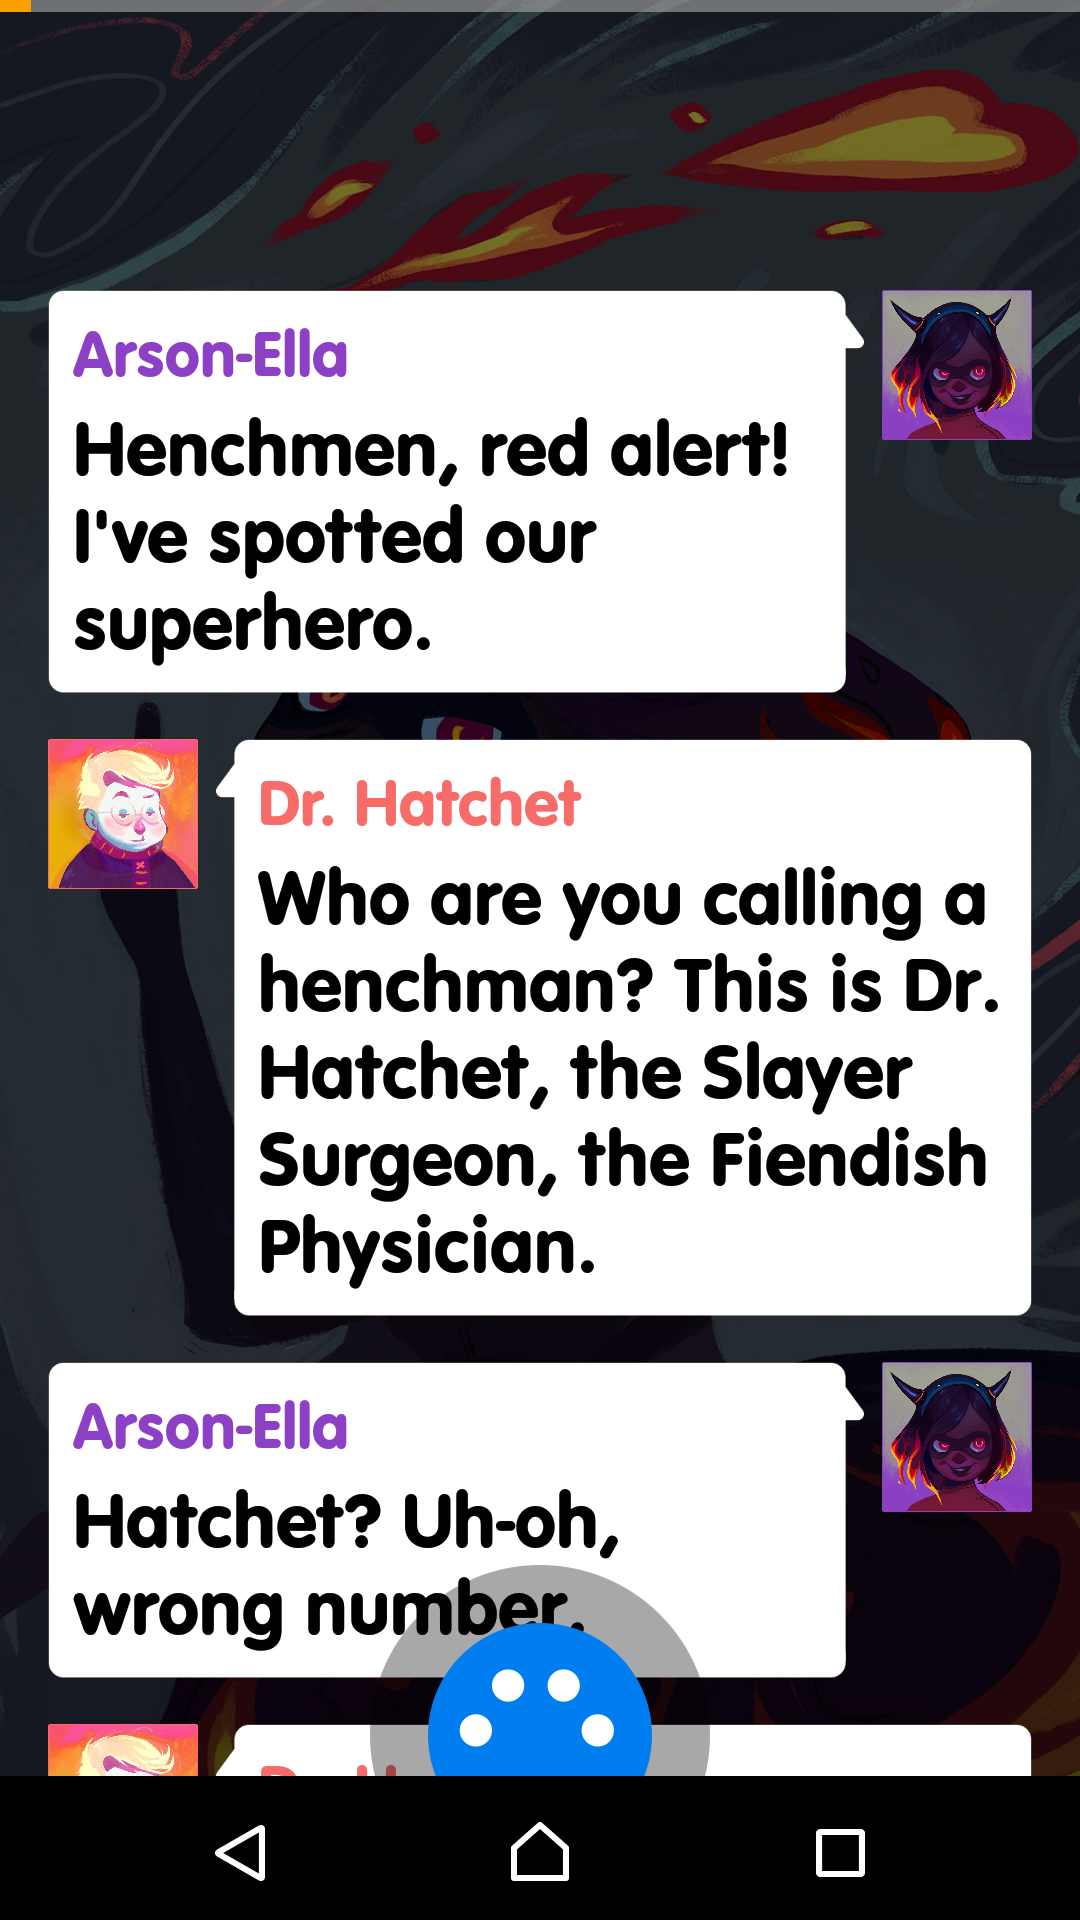 Arson-Ella
Henchmen, red alert!
I've spotted our
superhero.
Dr. Hatchet
Who are you calling a
henchman? This is Dr.
Hatchet, the Slayer
Surgeon, the Fiendish
Physician.
Arson-Ella
Hatchet? Uh-oh,
wrong number.